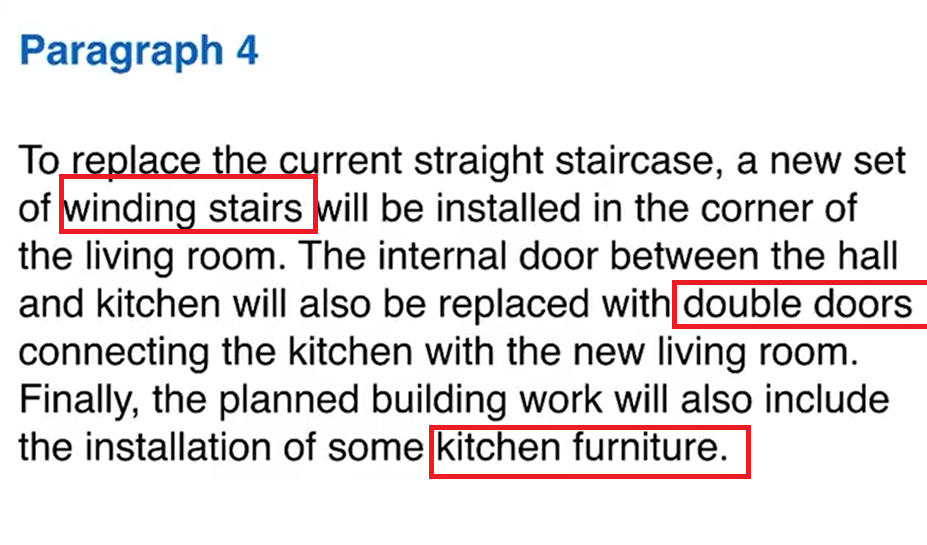 Paragraph 4
To replace the current straight staircase, a new set
of winding stairs will be installed in the corner of
the living room. The internal door between the hall
and kitchen will also be replaced with double doors
connecting the kitchen with the new living room.
Finally, the planned building work will also include
the installation of some kitchen furniture.